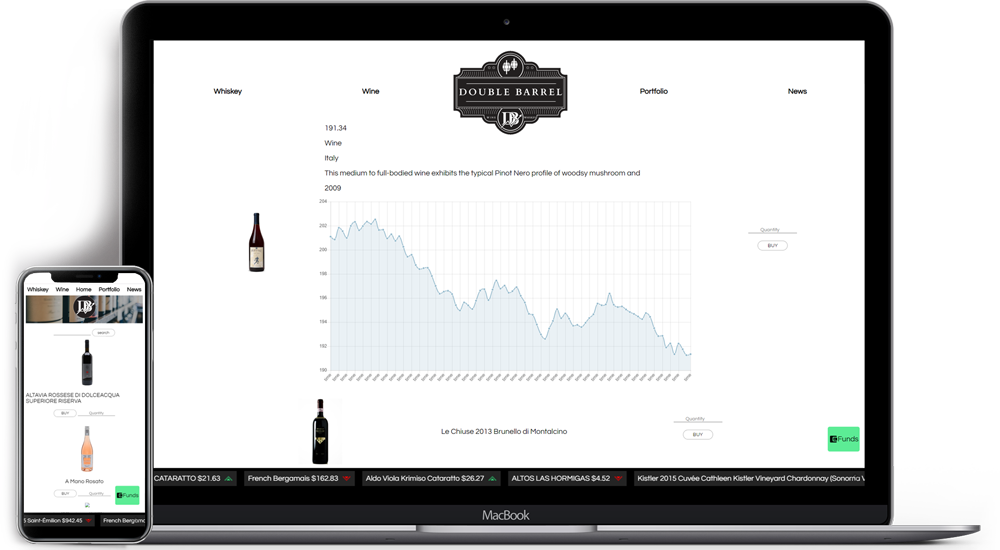 Whiskey
Wine
DOUBLE BARREL
DB
Portfolio
News
191.34
Wine
Italy
This medium to full-bodied wine exhibits the typical Pinot Nero profile of woodsy mushroom and
2009
204
202
200
198
196
194
192
190
Quantity
BUY
Le Chiuse 2013 Brunello di Montalcino
Quantity
BUY
Funds
CATARATTO $21.63
French Bergamais $162.83
Aldo Viola Krimiso Cataratto $26.27
ALTOS LAS HORMIGAS $4.52
Kistler 2015 Cuvée Cathleen Kistler Vineyard Chardonnay (Sonoma V
MacBook
Whiskey Wine Home Portfolio News
DB
search
ALTAVIA ROSSESE DI DOLCEACQUA
SUPERIORE RISERVA
BUY Quantity
A Mano Rosato
BUY Quantity
Funds
5 Saint-Émilion $942.45
French Bergama